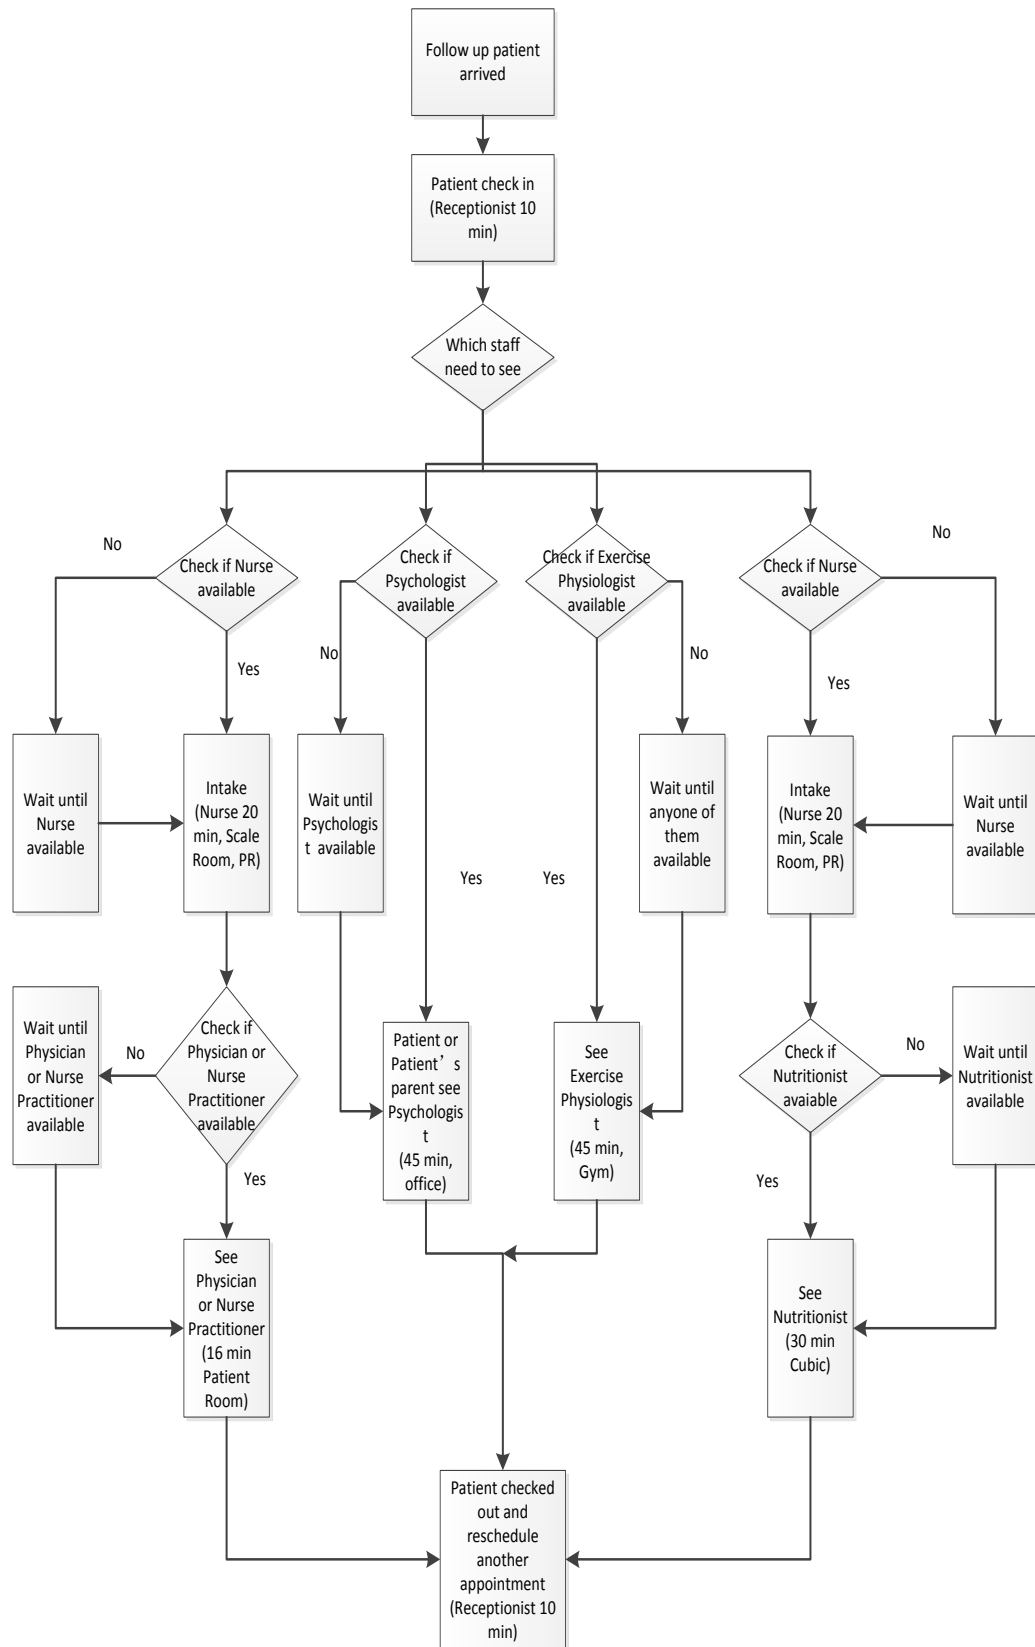 Follow up patient
arrived
Patient check in
(Receptionist 10
min)
Which staff
need to see
No
Check if Nurse
available
Yes
Check if
Psychologist
available
No
Check if Exercise
Physiologist
available
No
Check if Nurse
available
No
Yes
Wait until
Nurse
available
Intake
(Nurse 20
min, Scale
Room, PR)
Wait until
Psychologis
t available
Yes
Yes
Wait until
anyone of
them
available
Intake
(Nurse 20
min, Scale
Room, PR)
Wait until
Nurse
available
Wait until
Physician
or Nurse
Practitioner
available
No
Check if
Physician or
Nurse
Practitioner
available
Yes
Patient or
Patient’s
parent see
Psychologis
t
(45 min,
office)
See
Exercise
Physiologis
t
(45 min,
Gym)
Check if
Nutritionist
avaiable
No
Wait until
Nutritionist
available
Yes
See
Physician
or Nurse
Practitioner
(16 min
Patient
Room)
See
Nutritionist
(30 min
Cubic)
Patient checked
out and
reschedule
another
appointment
(Receptionist 10
min)